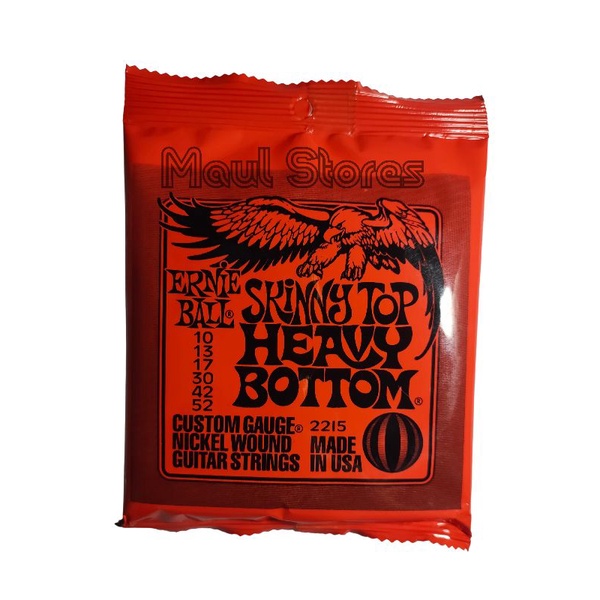 Maul Stores
ERNIE
BALL®
SKINNY TOP
HEAVY
BOTTOM®
10
13
17
30
42
52
CUSTOM GAUGE® 2215
NICKEL WOUND MADE
GUITAR STRINGS IN USA